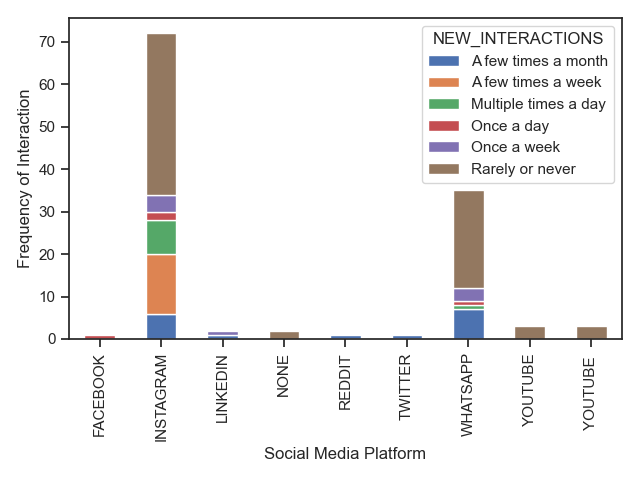 NEW_INTERACTIONS
A few times a month
A few times a week
Multiple times a day
Once a day
Once a week
Rarely or never
Frequency of Interaction
70
60
50
40
30
20
10
0
FACEBOOK
INSTAGRAM
LINKEDIN
NONE
REDDIT
TWITTER
WHATSAPP
YOUTUBE
YOUTUBE
Social Media Platform